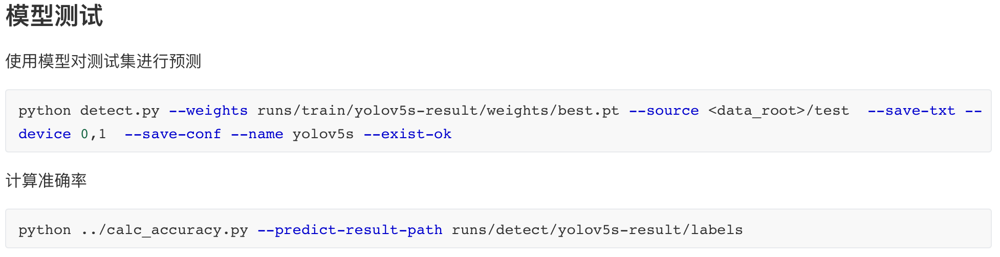 模型测试
使用模型对测试集进行预测
python detect.py --weights runs/train/yolov5s-result/weights/best.pt --source <data_root>/test  --save-txt --
device 0,1  --save-conf --name yolov5s --exist-ok
计算准确率
python ../calc_accuracy.py --predict-result-path runs/detect/yolov5s-result/labels